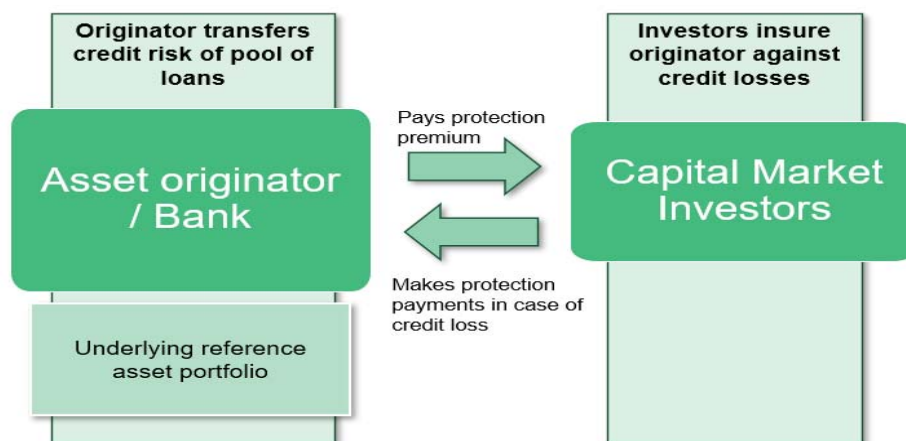 Originator transfers
credit risk of pool of
loans
Investors insure
originator against
credit losses
Asset originator
/ Bank
Pays protection
premium
Capital Market
Investors
Makes protection
payments in case of
credit loss
Underlying reference
asset portfolio